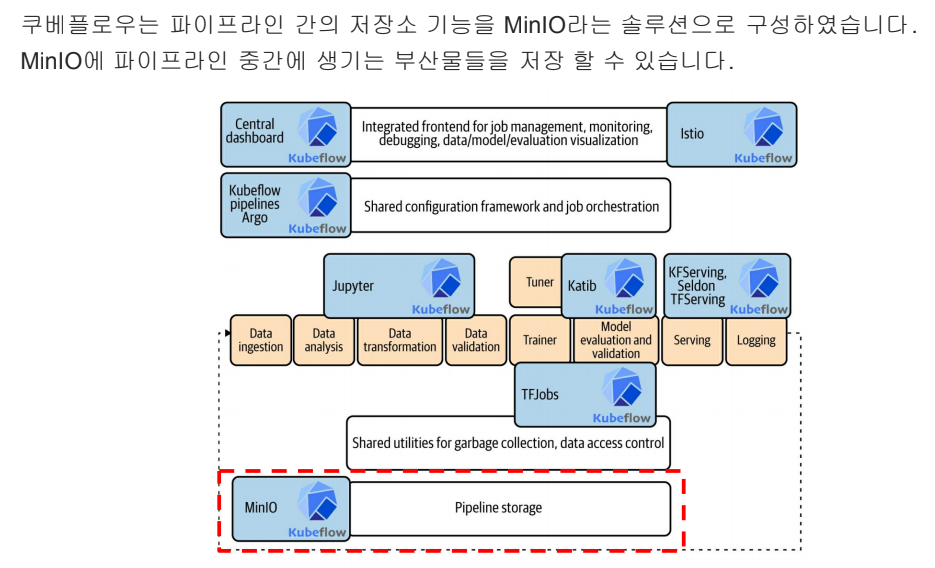 쿠베플로우는 파이프라인 간의 저장소 기능을 MinIO라는 솔루션으로 구성하였습니다.
MinIO에 파이프라인 중간에 생기는 부산물들을 저장 할 수 있습니다.
Central
dashboard
Kubeflow
Integrated frontend for job management, monitoring,
debugging, data/model/evaluation visualization
Istio
Kubeflow
Kubeflow
pipelines
Argo
Kubeflow
Shared configuration framework and job orchestration
Jupyter
Kubeflow
Tuner
Katib
Kubeflow
KFServing,
Seldon
TFServing
Kubeflow
Data
ingestion
Data
analysis
Data
transformation
Data
validation
Trainer
Model
evaluation and
validation
Serving
Logging
TFJobs
Kubeflow
Shared utilities for garbage collection, data access control
MinIO
Kubeflow
Pipeline storage